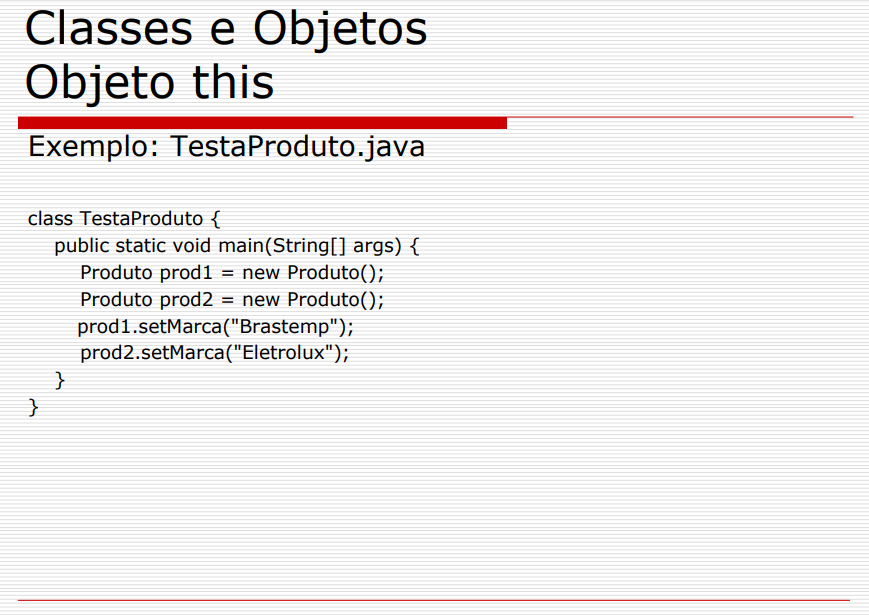 Classes e Objetos
Objeto this
Exemplo: TestaProduto.java
class TestaProduto {
public static void main(String[] args) {
Produto prod1 = new Produto();
Produto prod2 = new Produto();
prod1.setMarca("Brastemp");
prod2.setMarca("Eletrolux");
}
}